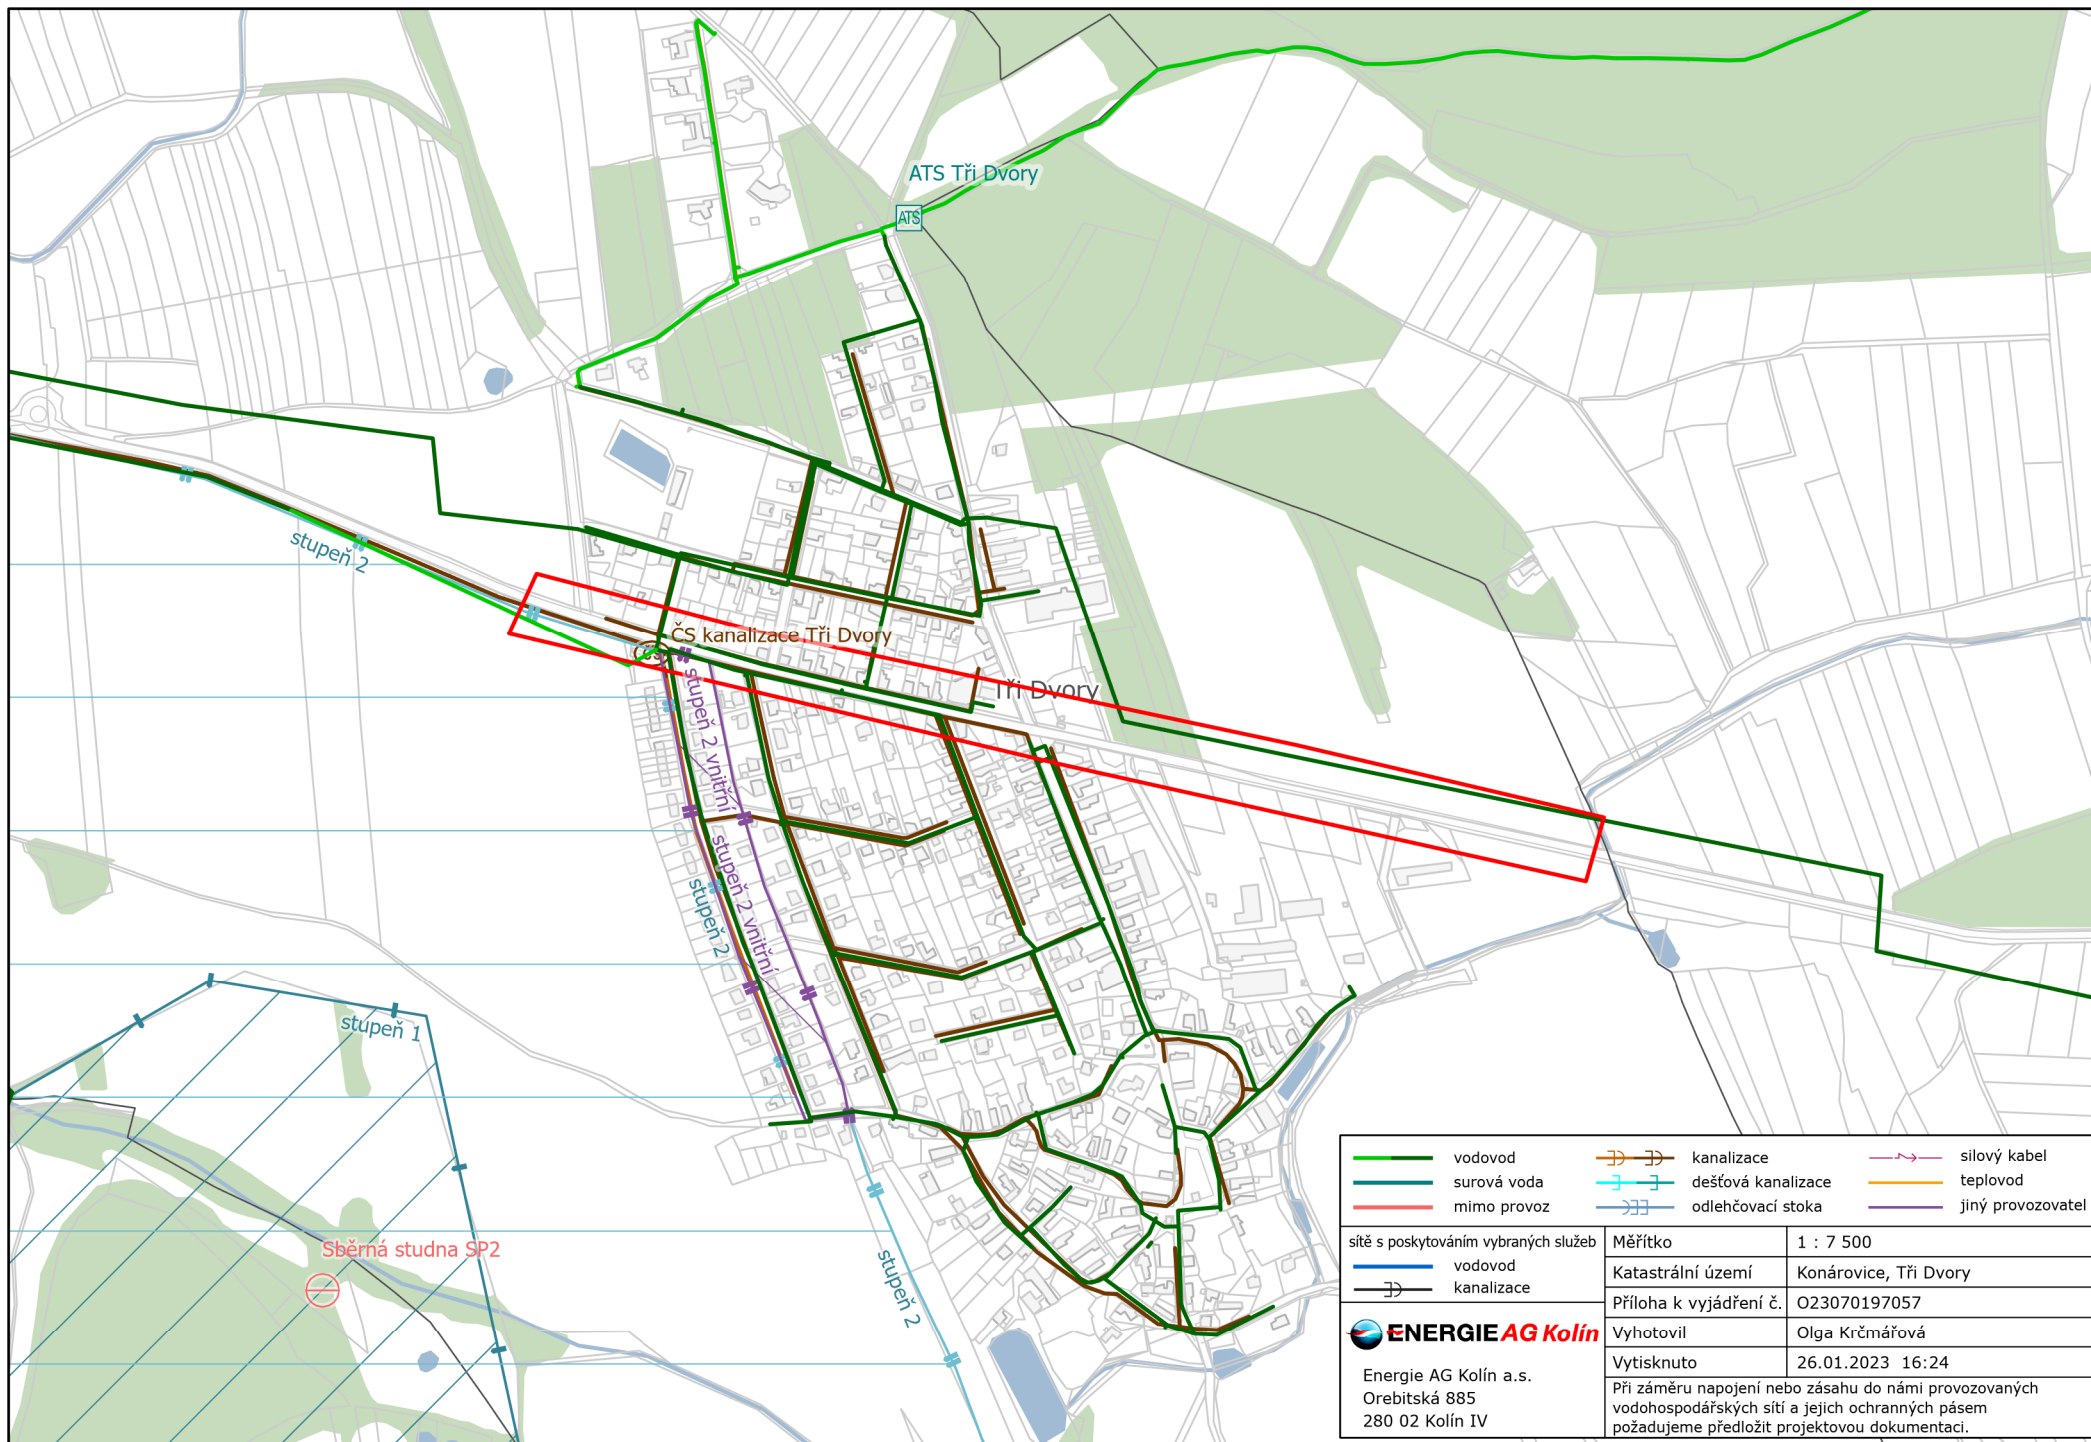 ATS Tři Dvory
ATS
stupeň 2
ČS kanalizace Tři Dvory
ČS
Tři Dvory
stupeň 2 vnitřní
stupeň 2 vnitřní
stupeň 2
stupeň 1
Sběrná studna SP2
stupeň 2
vodovod
kanalizace
silový kabel
surová voda
dešťová kanalizace
teplovod
mimo provoz
odlehčovací stoka
jiný provozovatel
sítě s poskytováním vybraných služeb
vodovod
kanalizace
Měřítko 1 : 7 500
Katastrální území Konárovice, Tři Dvory
Příloha k vyjádření č. O23070197057
Vyhotovil Olga Krčmářová
Vytisknuto 26.01.2023 16:24
ENERGIE AG Kolín
Energie AG Kolín a.s.
Orebitská 885
280 02 Kolín IV
Při záměru napojení nebo zásahu do námi provozovaných
vodohospodářských sítí a jejich ochranných pásem
požadujeme předložit projektovou dokumentaci.